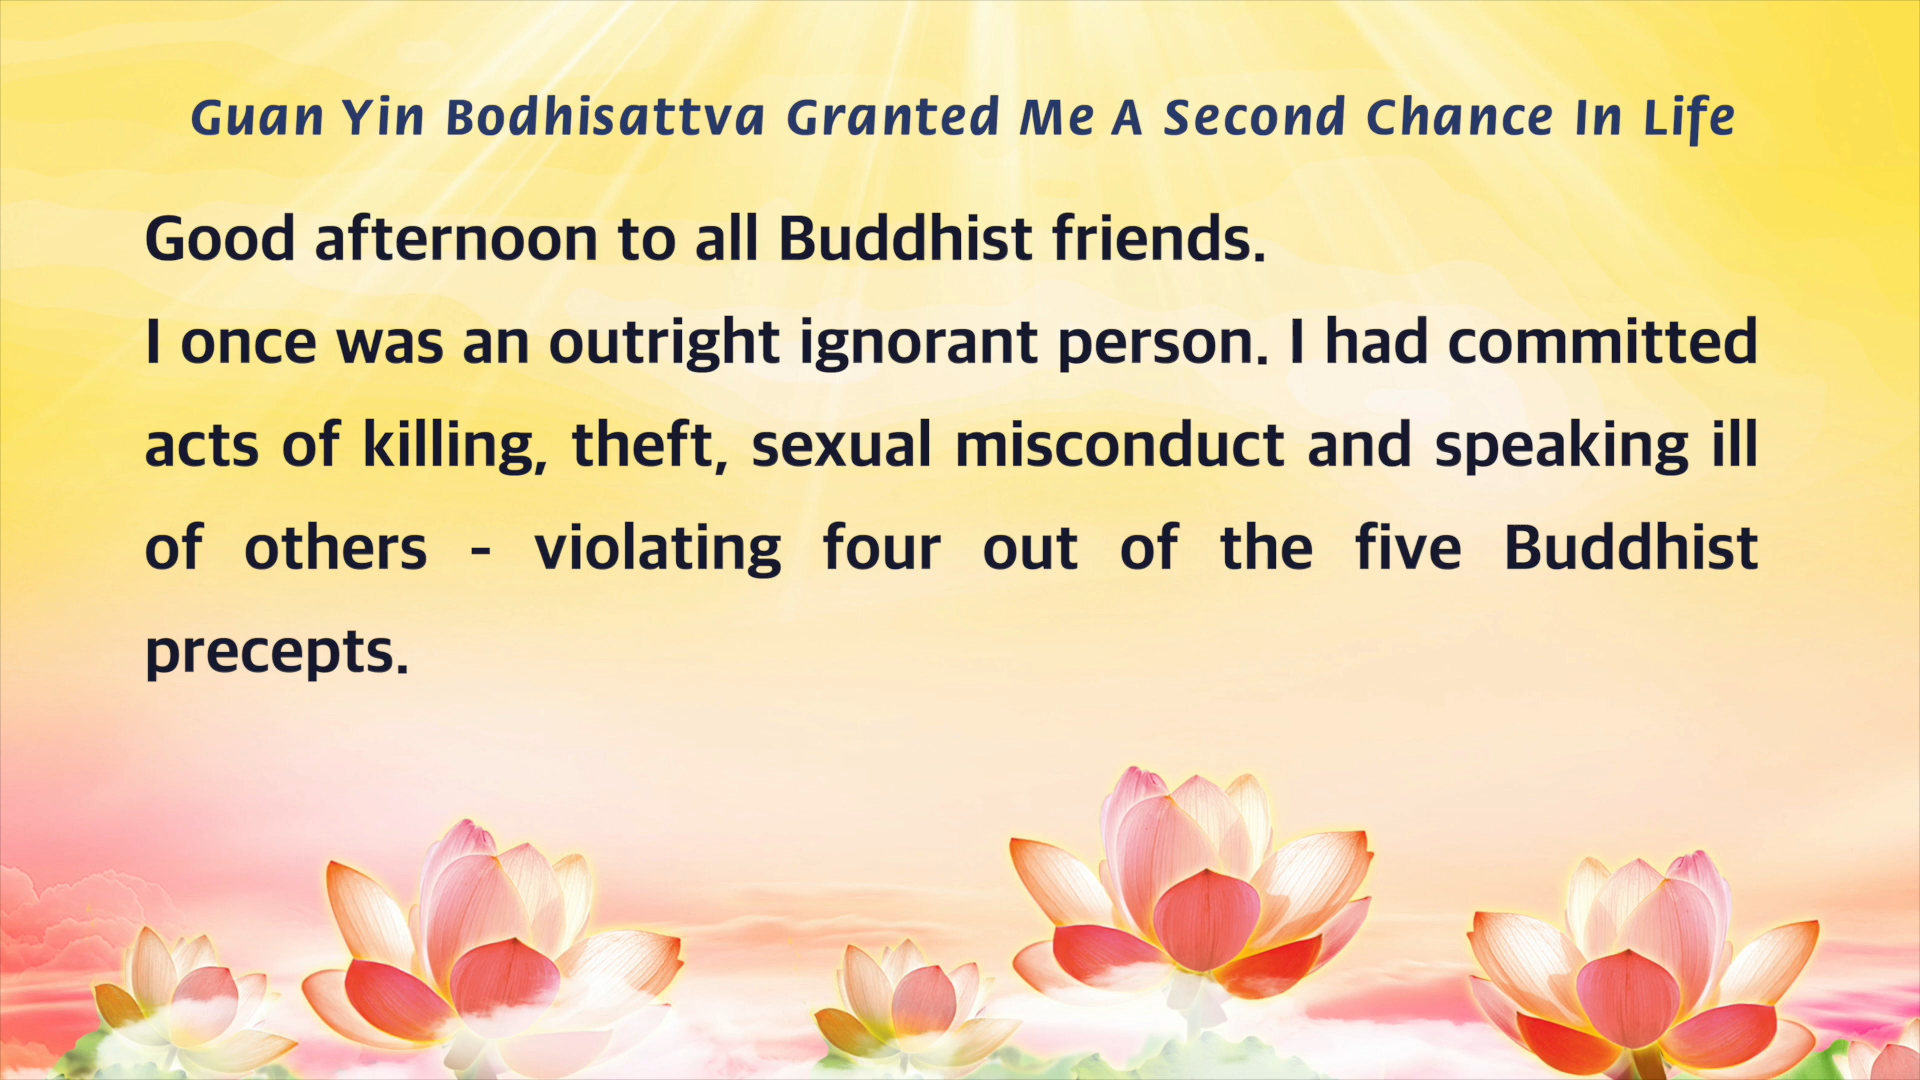 Guan Yin Bodhisattva Granted Me A Second Chance In Life
Good afternoon to all Buddhist friends.
I once was an outright ignorant person. I had committed
acts of killing, theft, sexual misconduct and speaking ill
of others - violating four out of the five Buddhist
precepts.